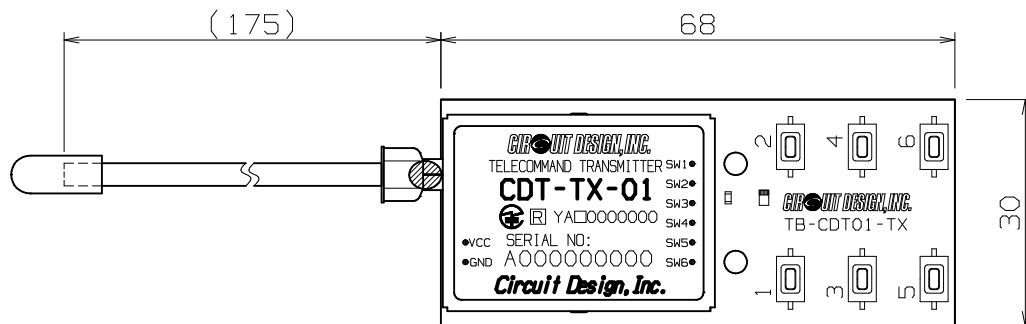 (175)
68
30
CIRCUIT DESIGN, INC.
TELECOMMAND TRANSMITTER
CDT-TX-01
R YA□0000000
SERIAL NO:
A000000000
Circuit Design, Inc.
VCC
GND
SW1
SW2
SW3
SW4
SW5
SW6
2
4
6
CIRCUIT DESIGN, INC.
TB-CDT01-TX
1
3
5